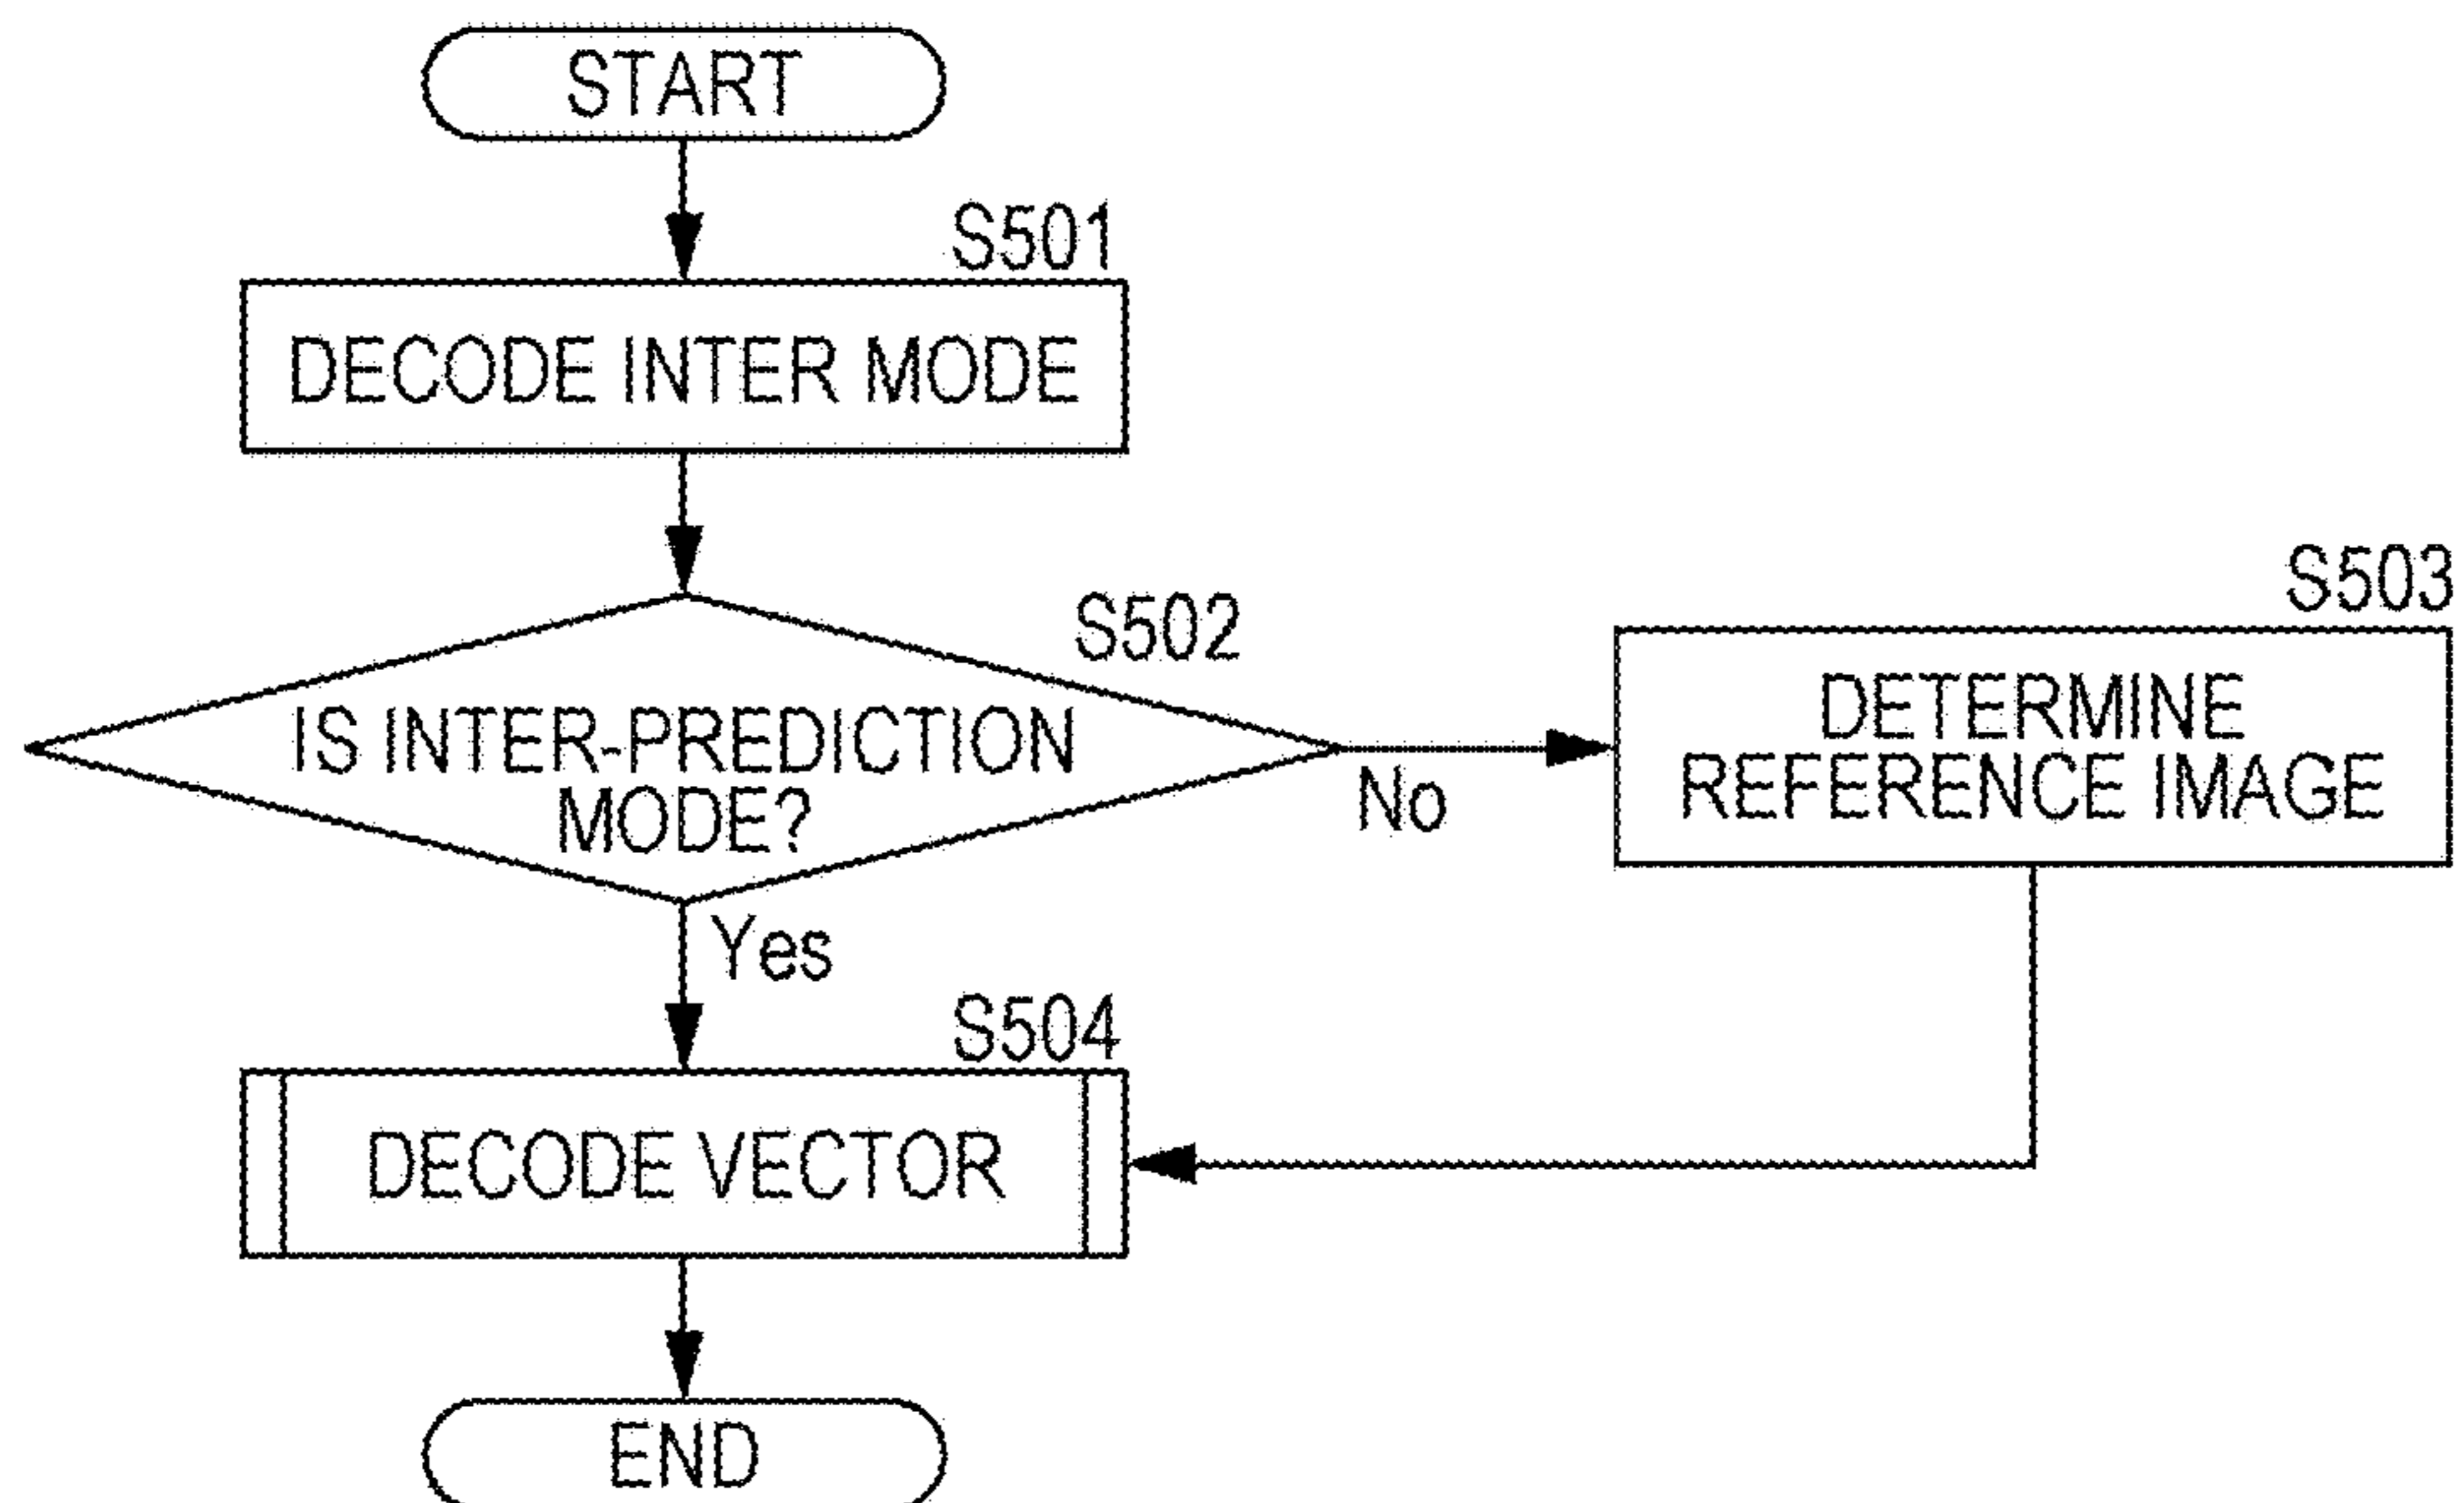 START
S501
DECODE INTER MODE
S502
IS INTER-PREDICTION
MODE?
No
S503
DETERMINE
REFERENCE IMAGE
Yes
S504
DECODE VECTOR
END